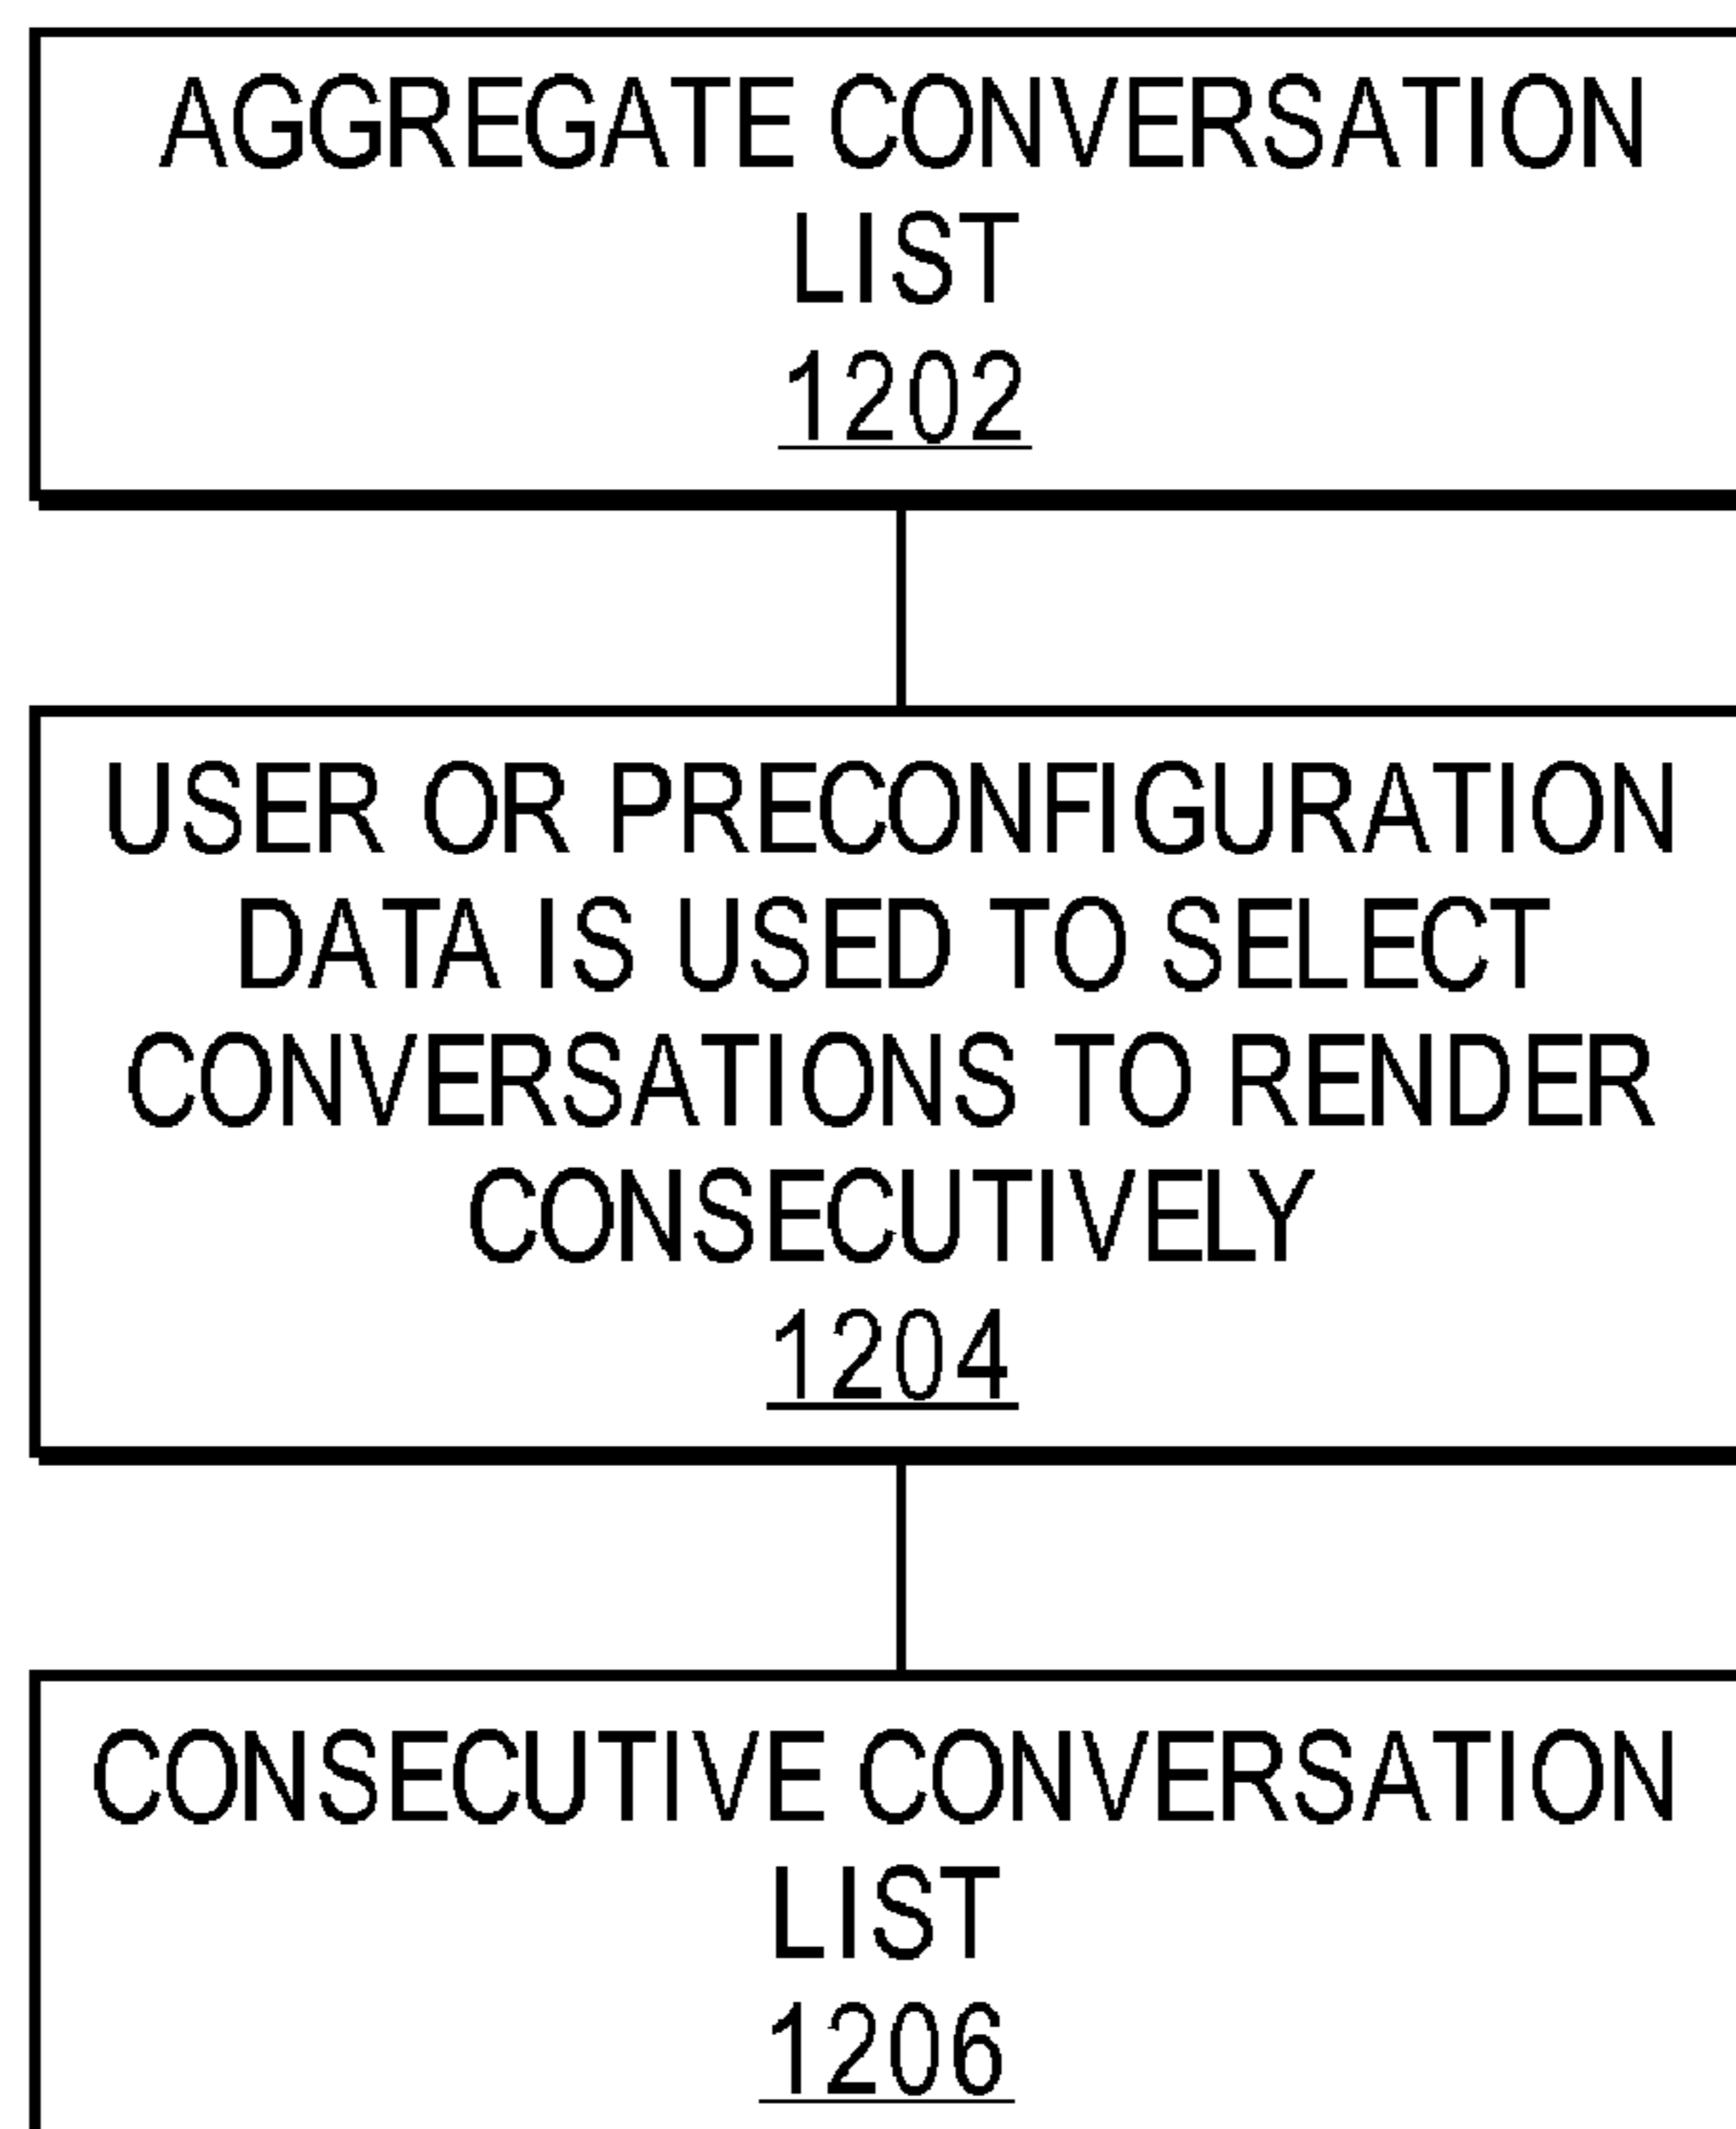 AGGREGATE CONVERSATION
LIST
1202
USER OR PRECONFIGURATION
DATA IS USED TO SELECT
CONVERSATIONS TO RENDER
CONSECUTIVELY
1204
CONSECUTIVE CONVERSATION
LIST
1206